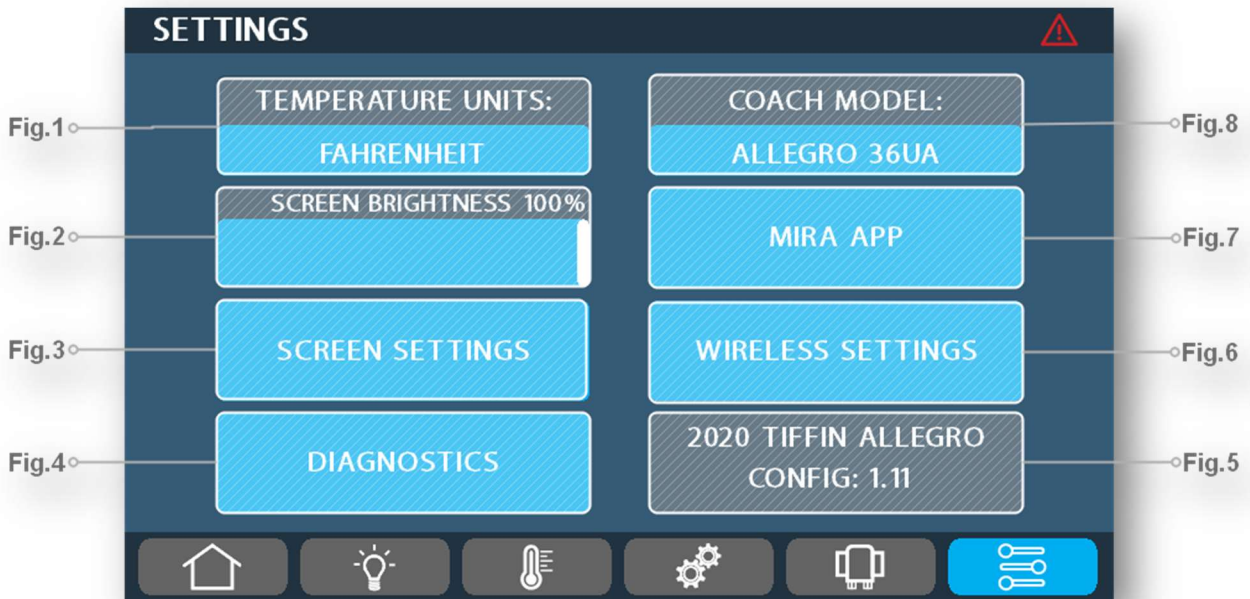 SETTINGS
Fig.1
TEMPERATURE UNITS:
FAHRENHEIT
COACH MODEL:
ALLEGRO 36UA
Fig.8
Fig.2
SCREEN BRIGHTNESS 100%
MIRA APP
Fig.7
Fig.3
SCREEN SETTINGS
WIRELESS SETTINGS
Fig.6
Fig.4
DIAGNOSTICS
2020 TIFFIN ALLEGRO
CONFIG: 1.11
Fig.5